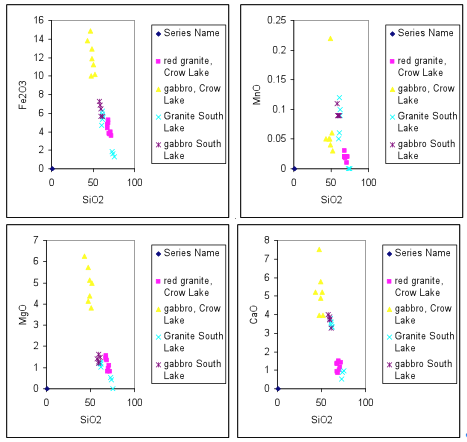 16
14
12
10
8
6
4
2
0
Fe2O3
0
50
100
SiO2
Series Name
red granite,
Crow Lake
gabbro, Crow
Lake
Granite South
Lake
gabbro South
Lake
0.25
0.2
0.15
0.1
0.05
0
MnO
0
50
100
SiO2
Series Name
red granite,
Crow Lake
gabbro, Crow
Lake
Granite South
Lake
gabbro South
Lake
7
6
5
4
3
2
1
0
MgO
0
50
100
SiO2
Series Name
red granite,
Crow Lake
gabbro, Crow
Lake
Granite South
Lake
gabbro South
Lake
8
7
6
5
4
3
2
1
0
CaO
0
50
100
SiO2
Series Name
red granite,
Crow Lake
gabbro, Crow
Lake
Granite South
Lake
gabbro South
Lake